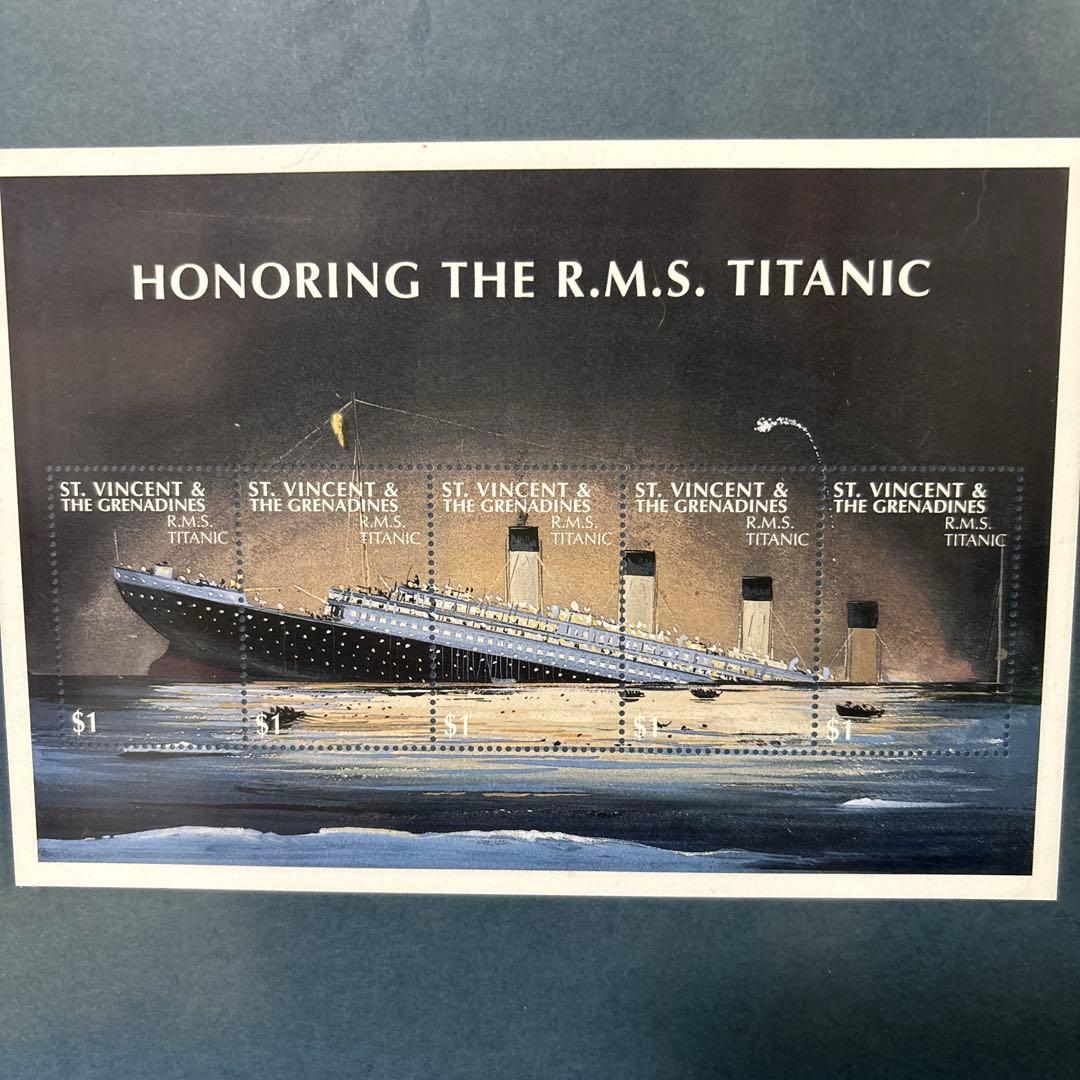 HONORING THE R.M.S. TITANIC
ST. VINCENT &
THE GRENADINES
R.M.S.
TITANIC
$1
ST. VINCENT &
THE GRENADINES
R.M.S.
TITANIC
$1
ST. VINCENT &
THE GRENADINES
R.M.S.
TITANIC
$1
ST. VINCENT &
THE GRENADINES
R.M.S.
TITANIC
$1
ST. VINCENT &
THE GRENADINES
R.M.S.
TITANIC
$1